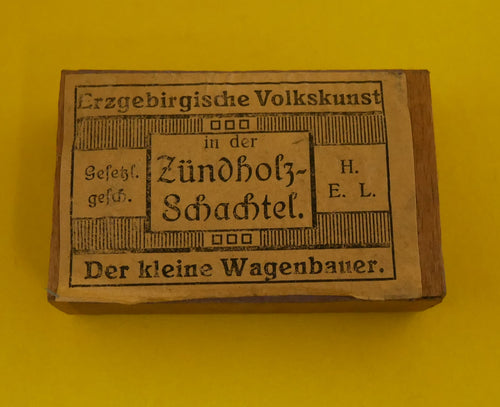 Erzgebirgische Volkskunst
in der
Gesetzl.
gesch.
Zündholz-
Schachtel.
H.
E. L.
Der kleine Wagenbauer.